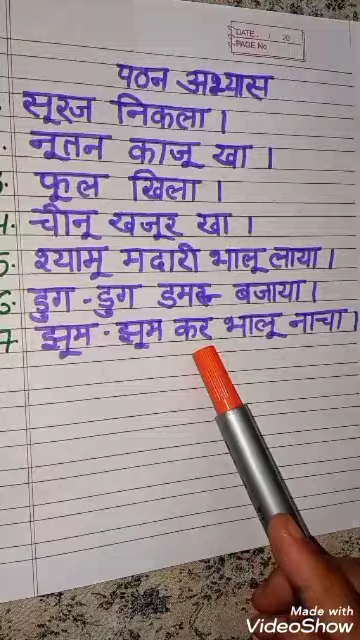 DATE / 20
PAGE No
पठन अभ्यास
सूरज निकला।
नूतन काजू खा।
3. फूल खिला।
4. चीनू खजूर खा।
5. श्यामू मदारी भालू लाया।
6. डुग - डुग डमरू बजाया।
7 झूम - झूम कर भालू नाचा।
Made with
VideoShow